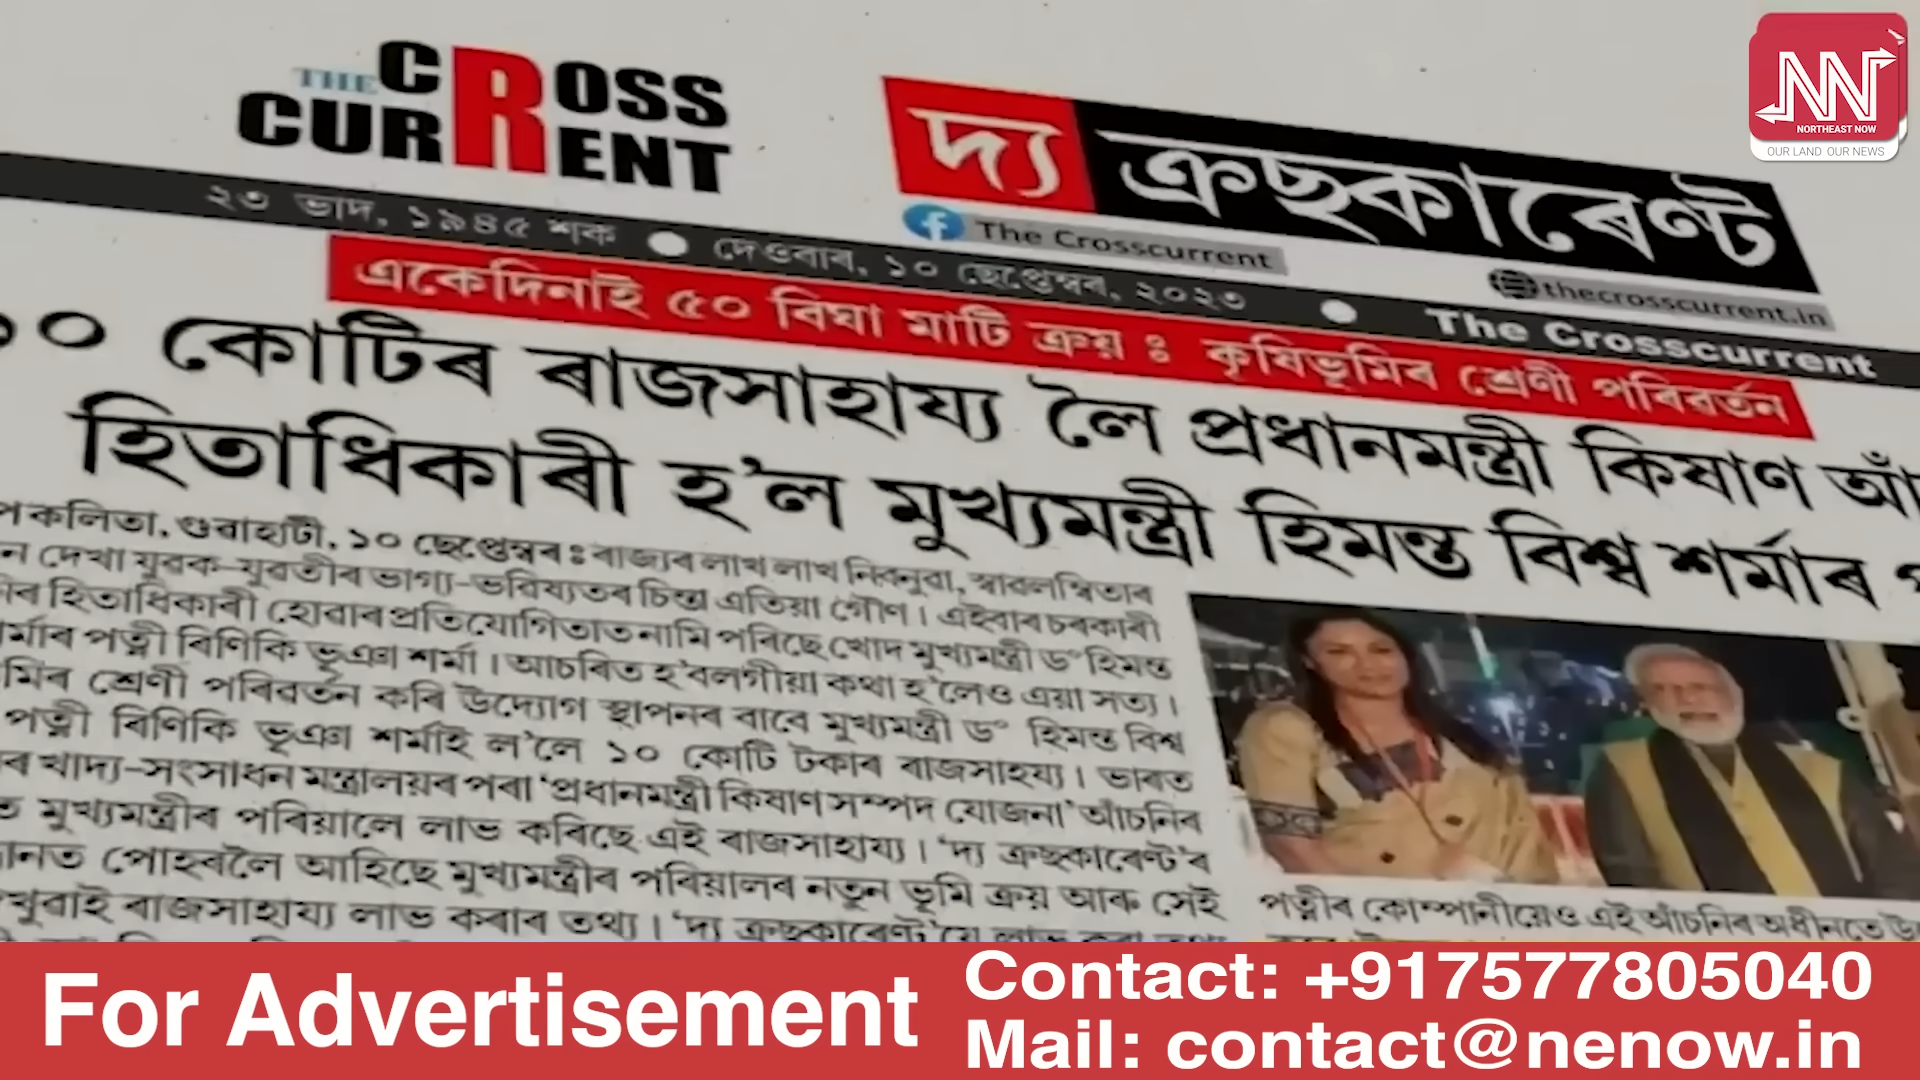 THE CROSS
CURRENT
দ্য ক্ৰছকাৰেণ্ট
NORTHEAST NOW
OUR LAND OUR NEWS
The Crosscurrent
thecrosscurrent.in
২৩ ভাদ, ১৯৪৫ শক ● দেওবাৰ, ১০ ছেপ্তেম্বৰ, ২০২৩ ● The Crosscurrent
একেদিনাই ৫০ বিঘা মাটি ক্ৰয় ঃ কৃষিভূমিৰ শ্ৰেণী পৰিৱৰ্তন
১০ কোটিৰ ৰাজসাহায্য লৈ প্ৰধানমন্ত্ৰী কিষাণ
হিতাধিকাৰী হ'ল মুখ্যমন্ত্ৰী হিমন্ত বিশ্ব শৰ্মাৰ
কলিতা, গুৱাহাটী, ১০ ছেপ্তেম্বৰ ঃ ৰাজ্যৰ লাখ লাখ নিবনুৱা, স্বাৱলম্বিতাৰ
দেখা যুৱক-যুৱতীৰ ভাগ্য-ভৱিষ্যতৰ চিন্তা এতিয়া গৌণ। এইবাৰ চৰকাৰী
হিতাধিকাৰী হোৱাৰ প্ৰতিযোগিতাত নামি পৰিছে খোদ মুখ্যমন্ত্ৰী ড° হিমন্ত
পত্নী বিণিকি ভূঞা শৰ্মা। আচৰিত হ'বলগীয়া কথা হ'লেও এয়া সত্য।
শ্ৰেণী পৰিৱৰ্তন কৰি উদ্যোগ স্থাপনৰ বাবে মুখ্যমন্ত্ৰী ড° হিমন্ত বিশ্ব
পত্নী বিণিকি ভূঞা শৰ্মাই ল'লে ১০ কোটি টকাৰ ৰাজসাহয্য। ভাৰত
খাদ্য-সংসাধন মন্ত্ৰালয়ৰ পৰা 'প্ৰধানমন্ত্ৰী কিষাণ সম্পদ যোজনা' আঁচনিৰ
মুখ্যমন্ত্ৰীৰ পৰিয়ালে লাভ কৰিছে এই ৰাজসাহায্য। 'দ্য ক্ৰছকাৰেণ্ট'ৰ
পোহৰলৈ আহিছে মুখ্যমন্ত্ৰীৰ পৰিয়ালৰ নতুন ভূমি ক্ৰয় আৰু সেই
ৰাজসাহায্য লাভ কৰাৰ তথ্য। 'দ্য ক্ৰছকাৰেণ্ট'য়ে লাভ কৰা তথ্য
পত্নীৰ কোম্পানীয়েও এই আঁচনিৰ অধীনতে
For Advertisement
Contact: +917577805040
Mail: contact@nenow.in